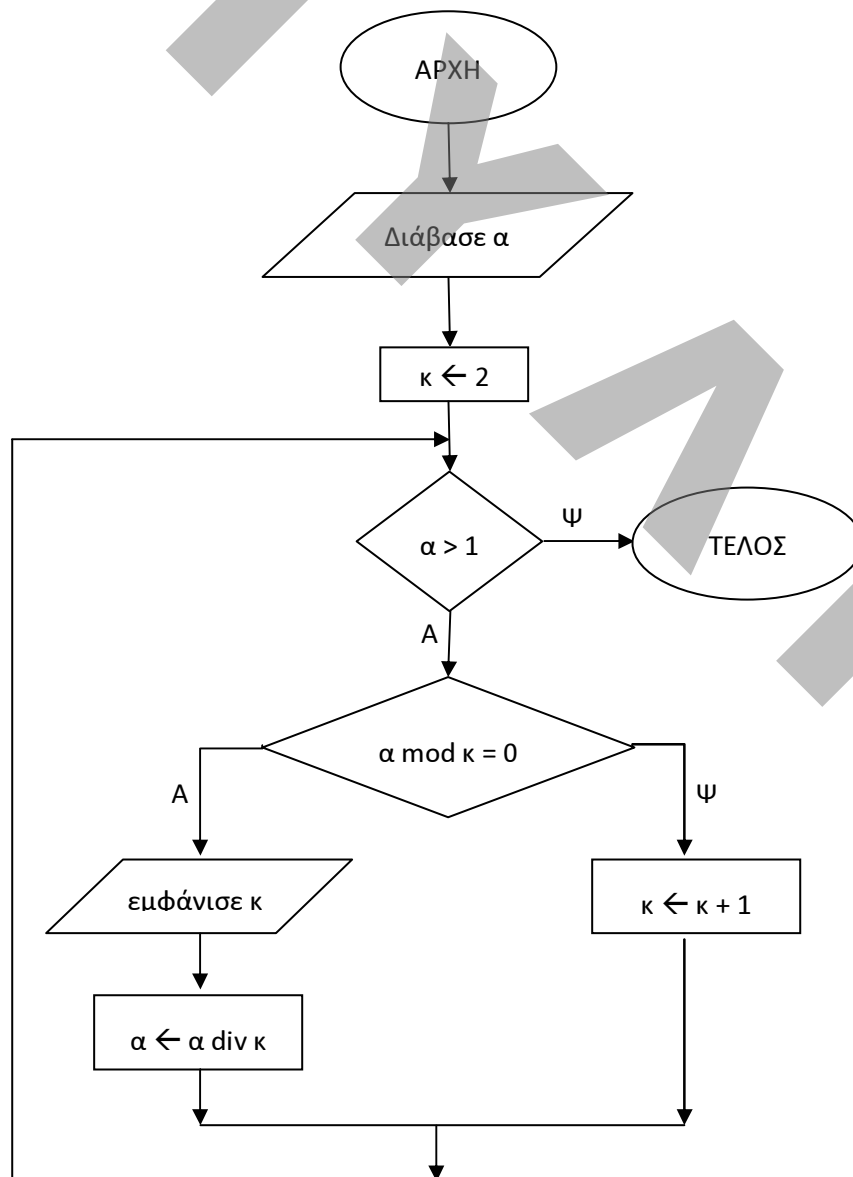 ΑΡΧΗ
Διάβασε α
κ ← 2
α > 1
Ψ
ΤΕΛΟΣ
Α
α mod κ = 0
Α
Ψ
εμφάνισε κ
κ ← κ + 1
α ← α div κ